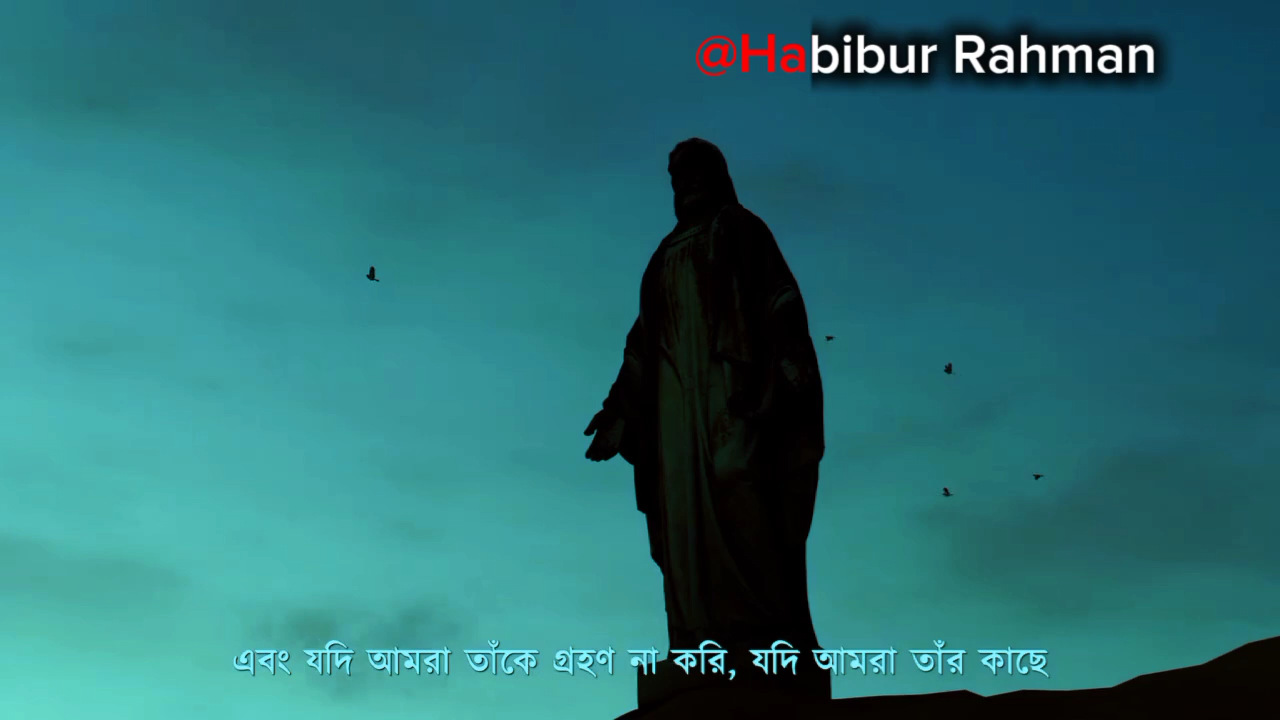 @Habibur Rahman
এবং যদি আমরা তাঁকে গ্রহণ না করি, যদি আমরা তাঁর কাছে